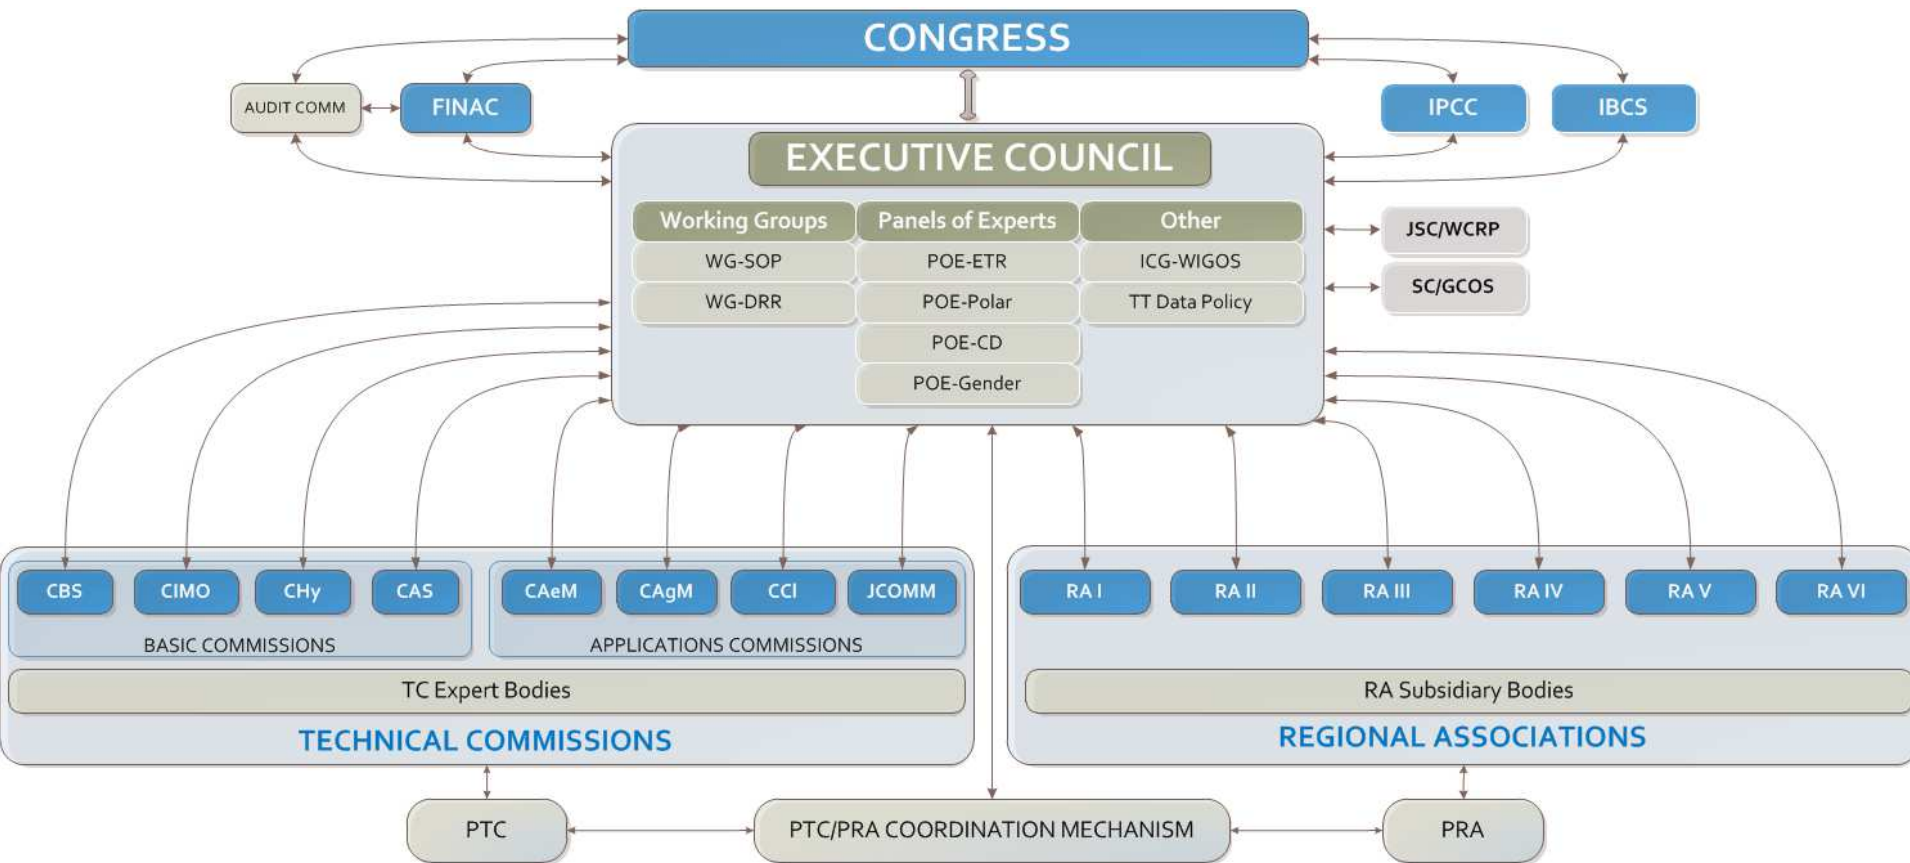 CONGRESS
AUDIT COMM
FINAC
IPCC
IBCS
EXECUTIVE COUNCIL
Working Groups
Panels of Experts
Other
WG-SOP
POE-ETR
ICG-WIGOS
WG-DRR
POE-Polar
TT Data Policy
POE-CD
POE-Gender
JSC/WCRP
SC/GCOS
CBS
CIMO
CHy
CAS
BASIC COMMISSIONS
CAeM
CAgM
CCl
JCOMM
APPLICATIONS COMMISSIONS
TC Expert Bodies
TECHNICAL COMMISSIONS
RA I
RA II
RA III
RA IV
RA V
RA VI
RA Subsidiary Bodies
REGIONAL ASSOCIATIONS
PTC
PTC/PRA COORDINATION MECHANISM
PRA